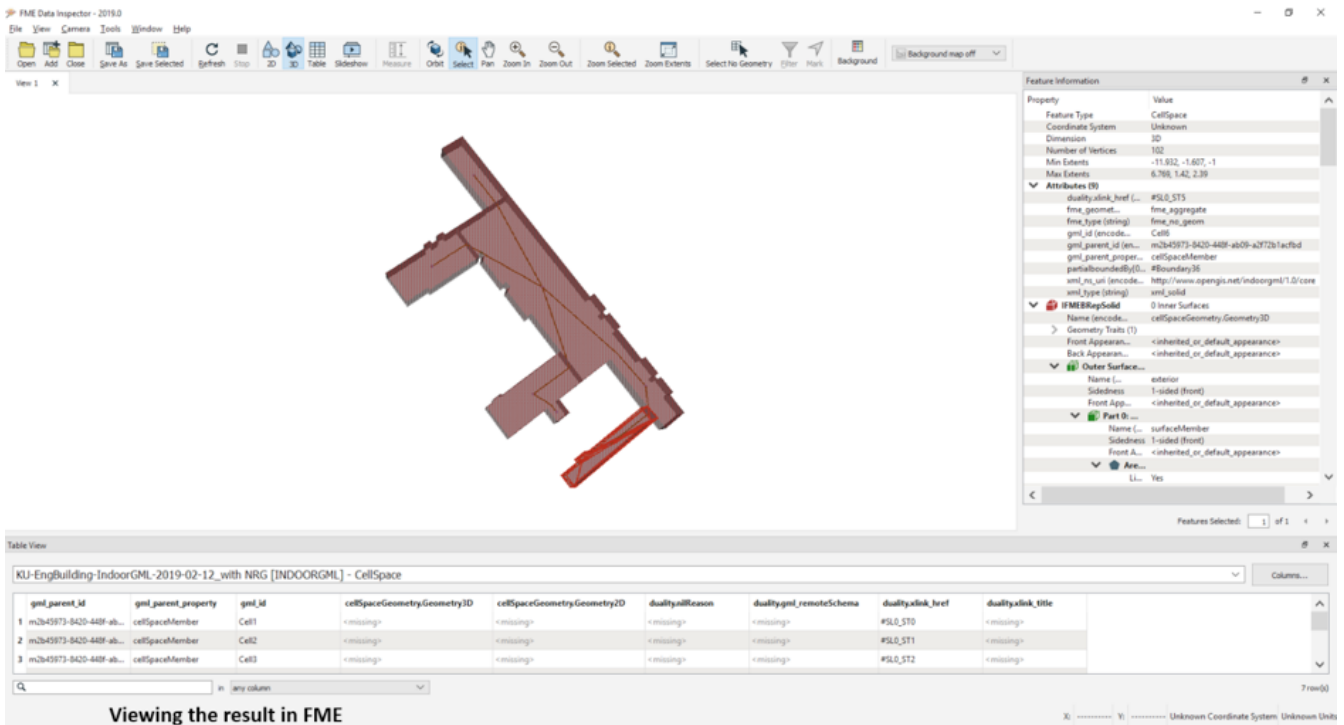 FME Data Inspector - 2019.0
File View Camera Tools Window Help
Open Add Close Save As Save Selected Refresh Stop 2D 3D Table Slideshow Measure Orbit Select Pan Zoom In Zoom Out Zoom Selected Zoom Extents Select No Geometry Filter Mark Background Background map off
View 1
Feature Information
Property Value
Feature Type CellSpace
Coordinate System Unknown
Dimension 3D
Number of Vertices 102
Min Extents -11.932, -1.607, -1
Max Extents 6.769, 1.42, 2.39
Attributes (9)
duality.xlink_href (... #SL0_ST5
fme_geomet... fme_aggregate
fme_type (string) fme_no_geom
gml_id (encode... Cell6
gml_parent_id (en... m2b45973-8420-448f-ab09-a2f72b1acfbd
gml_parent_proper... cellSpaceMember
partialboundedBy{0... #Boundary36
xml_ns_uri (encode... http://www.opengis.net/indoorgml/1.0/core
xml_type (string) xml_solid
IFMEBRepSolid 0 Inner Surfaces
Name (encode... cellSpaceGeometry.Geometry3D
Geometry Traits (1)
Front Appearan... <inherited_or_default_appearance>
Back Appearan... <inherited_or_default_appearance>
Outer Surface...
Name (... exterior
Sidedness 1-sided (front)
Front App... <inherited_or_default_appearance>
Part 0: ...
Name (... surfaceMember
Sidedness 1-sided (front)
Front A... <inherited_or_default_appearance>
Are...
Li... Yes
Features Selected: 1 of 1
Table View
KU-EngBuilding-IndoorGML-2019-02-12_with NRG [INDOORGML] - CellSpace
Columns...
gml_parent_id gml_parent_property gml_id cellSpaceGeometry.Geometry3D cellSpaceGeometry.Geometry2D duality.nilReason duality.gml_remoteSchema duality.xlink_href duality.xlink_title
1 m2b45973-8420-448f-ab... cellSpaceMember Cell1 <missing> <missing> <missing> <missing> #SL0_ST0 <missing>
2 m2b45973-8420-448f-ab... cellSpaceMember Cell2 <missing> <missing> <missing> <missing> #SL0_ST1 <missing>
3 m2b45973-8420-448f-ab... cellSpaceMember Cell3 <missing> <missing> <missing> <missing> #SL0_ST2 <missing>
in any column 7 row(s)
Viewing the result in FME
X: ---------- Y: ---------- Unknown Coordinate System Unknown Units